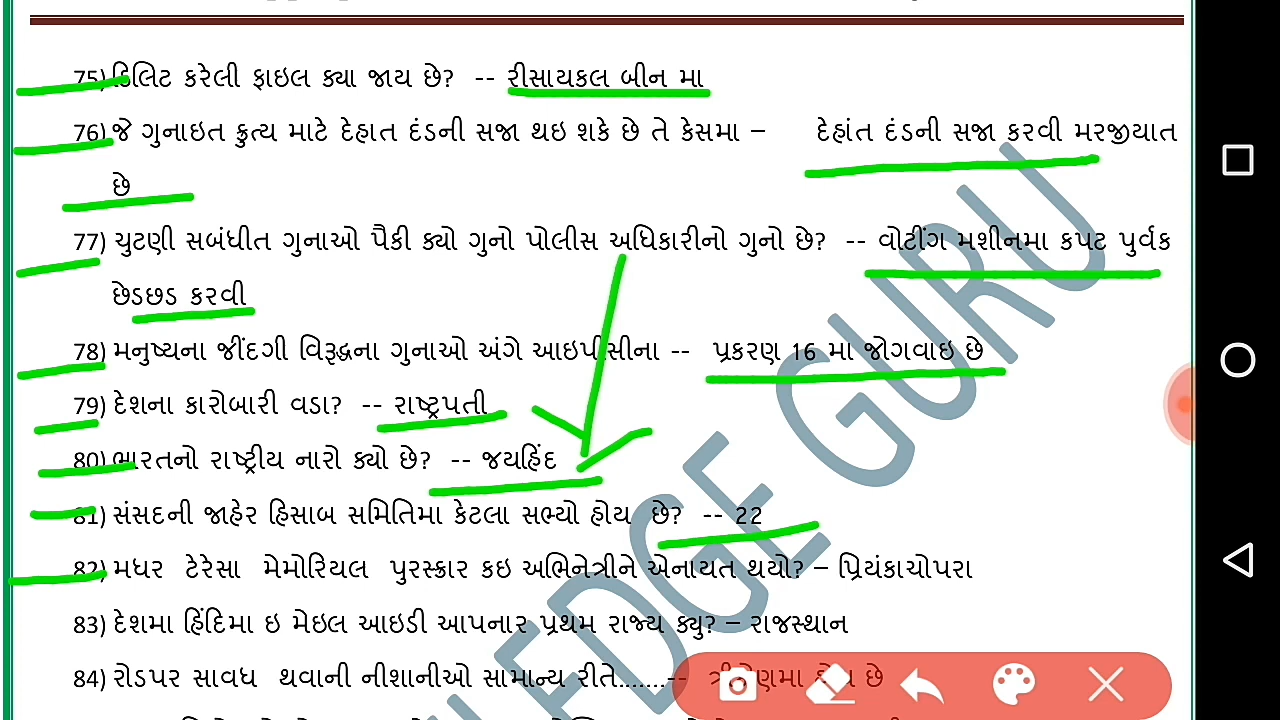 75) ડિલિટ કરેલી ફાઇલ ક્યા જાય છે? -- રીસાયકલ બીન મા
76) જે ગુનાઇત કૃત્ય માટે દેહાત દંડની સજા થઇ શકે છે તે કેસમા – દેહાંત દંડની સજા કરવી મરજીયાત
છે
77) ચુટણી સબંધીત ગુનાઓ પૈકી ક્યો ગુનો પોલીસ અધિકારીનો ગુનો છે? -- વોટીંગ મશીનમા કપટ પુર્વક
છેડછડ કરવી
78) મનુષ્યના જીંદગી વિરૂદ્ધના ગુનાઓ અંગે આઇપીસીના -- પ્રકરણ 16 મા જોગવાઇ છે
79) દેશના કારોબારી વડા? -- રાષ્ટ્રપતી
80) ભારતનો રાષ્ટ્રીય નારો ક્યો છે? -- જયહિંદ
81) સંસદની જાહેર હિસાબ સમિતિમા કેટલા સભ્યો હોય છે? -- 22
82) મધર ટેરેસા મેમોરિયલ પુરસ્ક્રાર કઇ અભિનેત્રીને એનાયત થયો? – પ્રિયંકાચોપરા
83) દેશમા હિંદિમા ઇ મેઇલ આઇડી આપનાર પ્રથમ રાજ્ય ક્યુ? – રાજસ્થાન
84) રોડપર સાવધ થવાની નીશાનીઓ સામાન્ય રીતે.......-- છે
EDGE GURU